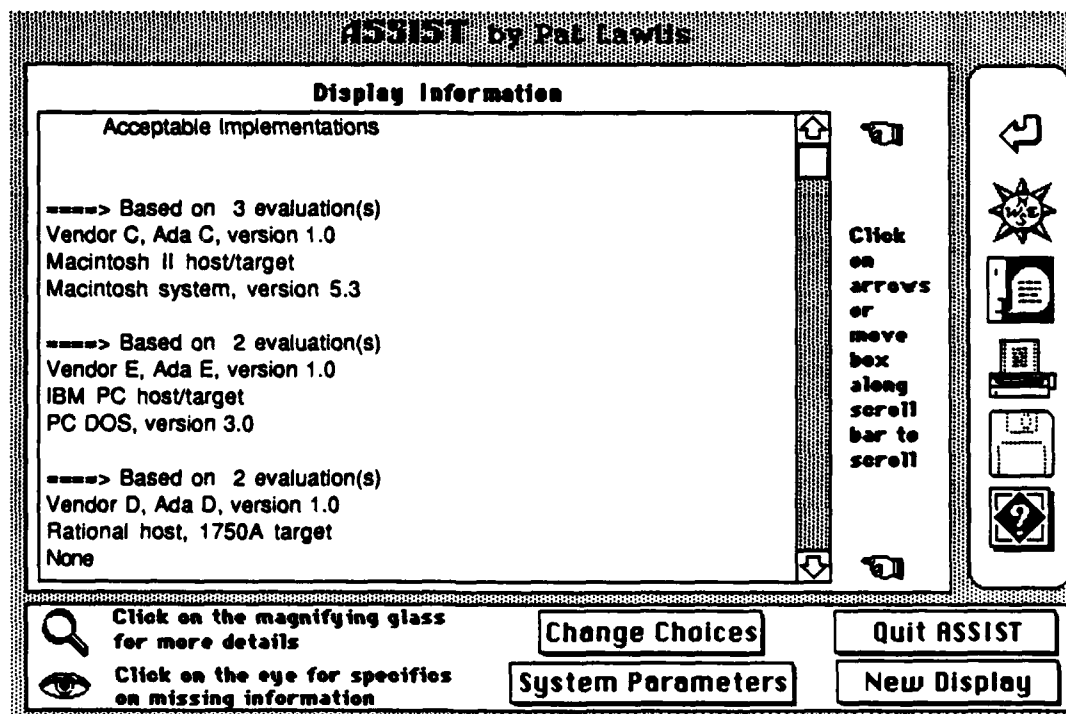 ASSIST by Pat Lawlis
Display Information
Acceptable Implementations
====> Based on 3 evaluation(s)
Vendor C, Ada C, version 1.0
Macintosh II host/target
Macintosh system, version 5.3
====> Based on 2 evaluation(s)
Vendor E, Ada E, version 1.0
IBM PC host/target
PC DOS, version 3.0
====> Based on 2 evaluation(s)
Vendor D, Ada D, version 1.0
Rational host, 1750A target
None
Click
on
arrows
or
move
box
along
scroll
bar to
scroll
N
W E
S
?
Click on the magnifying glass
for more details
Click on the eye for specifics
on missing information
Change Choices
System Parameters
Quit ASSIST
New Display